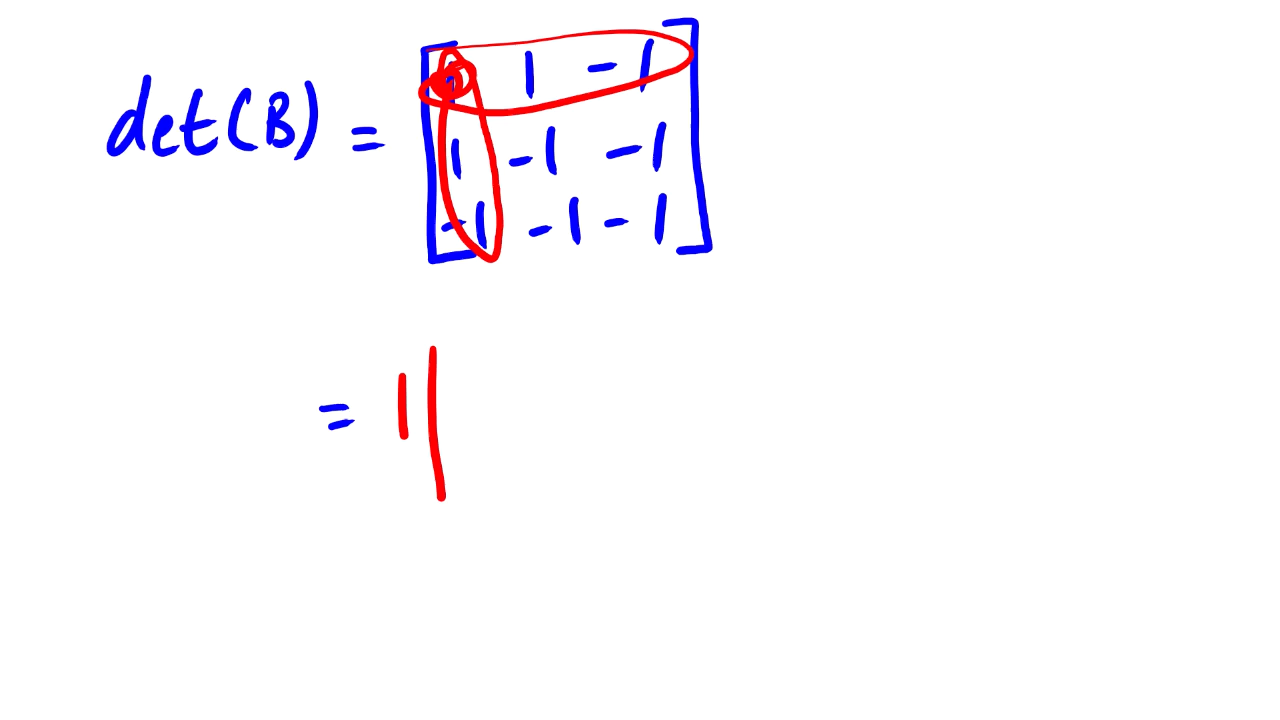 det(B) = [1 1 -1
1 -1 -1
-1 -1 -1]
= 1 |